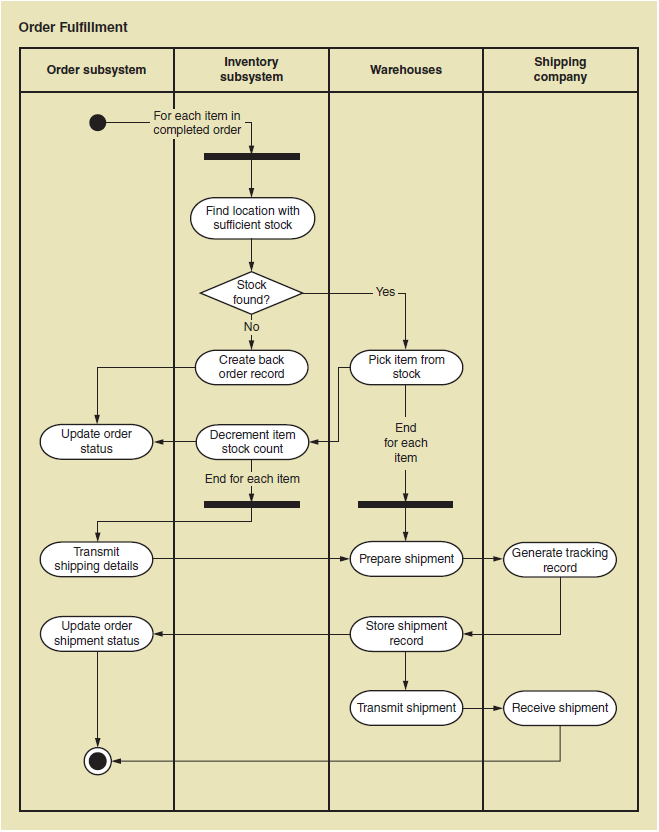 Order Fulfillment
Order subsystem
Inventory
subsystem
Warehouses
Shipping
company
For each item in
completed order
Find location with
sufficient stock
Stock
found?
Yes
No
Create back
order record
Pick item from
stock
Update order
status
Decrement item
stock count
End
for each
item
End for each item
Transmit
shipping details
Prepare shipment
Generate tracking
record
Update order
shipment status
Store shipment
record
Transmit shipment
Receive shipment